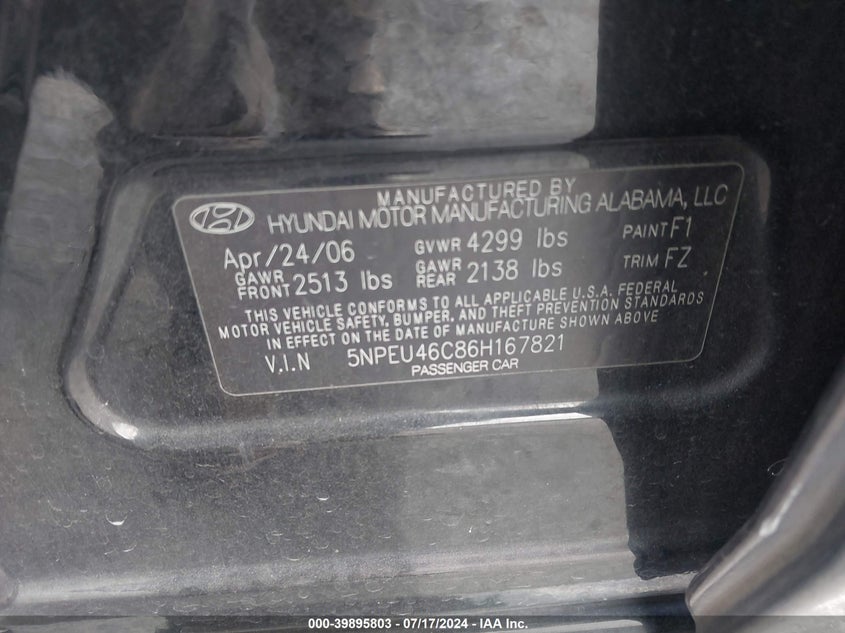 MANUFACTURED BY
HYUNDAI MOTOR MANUFACTURING ALABAMA, LLC
Apr/24/06 GVWR 4299 lbs PAINT F1
GAWR FRONT 2513 lbs GAWR REAR 2138 lbs TRIM FZ
THIS VEHICLE CONFORMS TO ALL APPLICABLE U.S.A. FEDERAL
MOTOR VEHICLE SAFETY, BUMPER, AND THEFT PREVENTION STANDARDS
IN EFFECT ON THE DATE OF MANUFACTURE SHOWN ABOVE
V.I.N 5NPEU46C86H167821
PASSENGER CAR
000-39895803 / 07/17/2024 - IAA Inc.